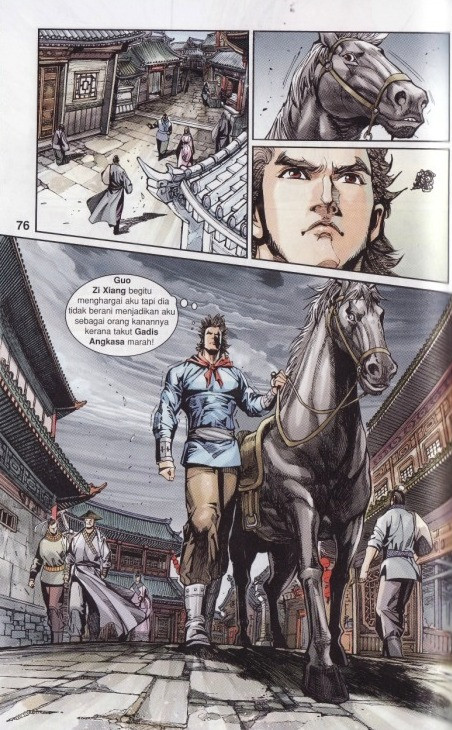 76
Guo
Zi Xiang begitu
menghargai aku tapi dia
tidak berani menjadikan aku
sebagai orang kanannya
kerana takut Gadis
Angkasa marah!